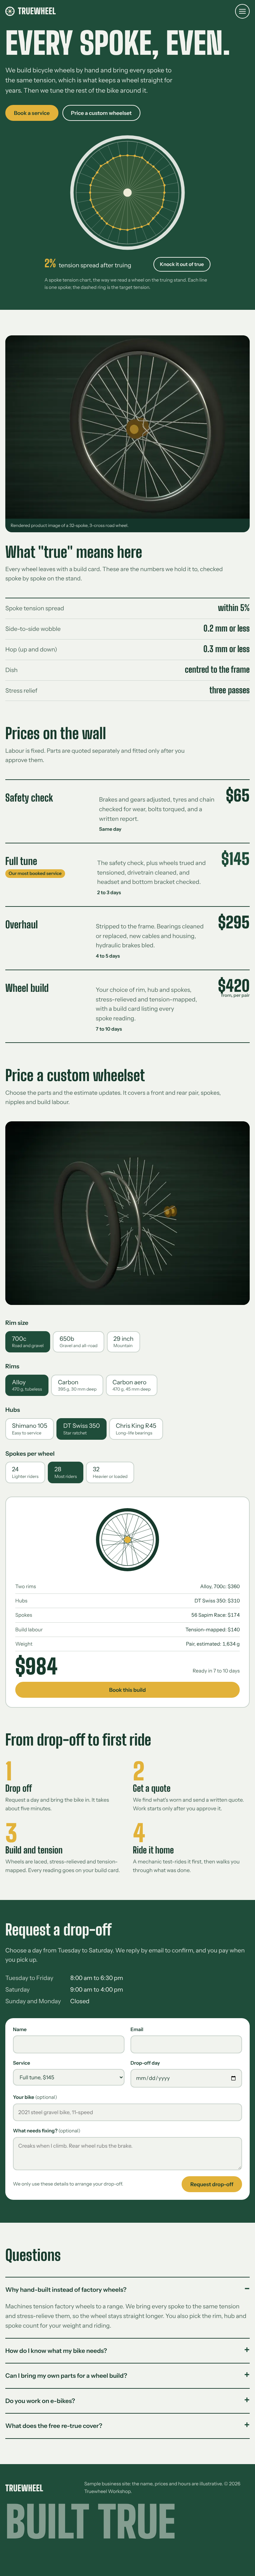 TRUEWHEEL
EVERY SPOKE, EVEN.
We build bicycle wheels by hand and bring every spoke to
the same tension, which is what keeps a wheel straight for
years. Then we tune the rest of the bike around it.
Book a service
Price a custom wheelset
2% tension spread after truing
Knock it out of true
A spoke tension chart, the way we read a wheel on the truing stand. Each line
is one spoke; the dashed ring is the target tension.
Rendered product image of a 32-spoke, 3-cross road wheel
What "true" means here
Every wheel leaves with a build card. These are the numbers we hold it to, checked
spoke by spoke on the stand.
Spoke tension spread within 5%
Side-to-side wobble 0.2 mm or less
Hop (up and down) 0.3 mm or less
Dish centred to the frame
Stress relief three passes
Prices on the wall
Labour is fixed. Parts are quoted separately and fitted only after you
approve them.
Safety check
Brakes and gears adjusted, tyres and chain
checked for wear, bolts torqued, and a
written report.
Same day
$65
Full tune
Our most booked service
The safety check, plus wheels trued and
tensioned, drivetrain cleaned, and
headset and bottom bracket checked.
2 to 3 days
$145
Overhaul
Stripped to the frame. Bearings cleaned
or replaced, new cables and housing,
hydraulic brakes bled.
4 to 5 days
$295
Wheel build
Your choice of rim, hub and spokes,
stress-relieved and tension-mapped,
with a build card listing every
spoke reading.
7 to 10 days
$420
from, per pair
Price a custom wheelset
Choose the parts and the estimate updates. It covers a front and rear pair, spokes,
nipples and build labour.
Rim size
700c
Road and gravel
650b
Gravel and all-road
29 inch
Mountain
Rims
Alloy
470 g, tubeless
Carbon
395 g, 30 mm deep
Carbon aero
470 g, 45 mm deep
Hubs
Shimano 105
Easy to service
DT Swiss 350
Star ratchet
Chris King R45
Long-life bearings
Spokes per wheel
24
Lighter riders
28
Most riders
32
Heavier or loaded
Two rims Alloy, 700c: $360
Hubs DT Swiss 350: $310
Spokes 56 Sapim Race: $174
Build labour Tension-mapped: $140
Weight Pair, estimated: 1,634 g
$984
Ready in 7 to 10 days
Book this build
From drop-off to first ride
1
Drop off
Request a day and bring the bike in. It takes
about five minutes.
2
Get a quote
We find what's worn and send a written quote.
Work starts only after you approve it.
3
Build and tension
Wheels are laced, stress-relieved and tension-
mapped. Every reading goes on your build card.
4
Ride it home
A mechanic test-rides it first, then walks you
through what was done.
Request a drop-off
Choose a day from Tuesday to Saturday. We reply by email to confirm, and you pay when
you pick up.
Tuesday to Friday 8:00 am to 6:30 pm
Saturday 9:00 am to 4:00 pm
Sunday and Monday Closed
Name
Email
Service
Full tune, $145
Drop-off day
mm/dd/yyyy
Your bike (optional)
2021 steel gravel bike, 11-speed
What needs fixing? (optional)
Creaks when I climb. Rear wheel rubs the brake.
We only use these details to arrange your drop-off.
Request drop-off
Questions
Why hand-built instead of factory wheels? −
Machines tension factory wheels to a range. We bring every spoke to the same tension
and stress-relieve them, so the wheel stays straight longer. You also pick the rim, hub and
spoke count for your weight and riding.
How do I know what my bike needs? +
Can I bring my own parts for a wheel build? +
Do you work on e-bikes? +
What does the free re-true cover? +
TRUEWHEEL
Sample business site: the name, prices and hours are illustrative. © 2026
Truewheel Workshop.
BUILT TRUE